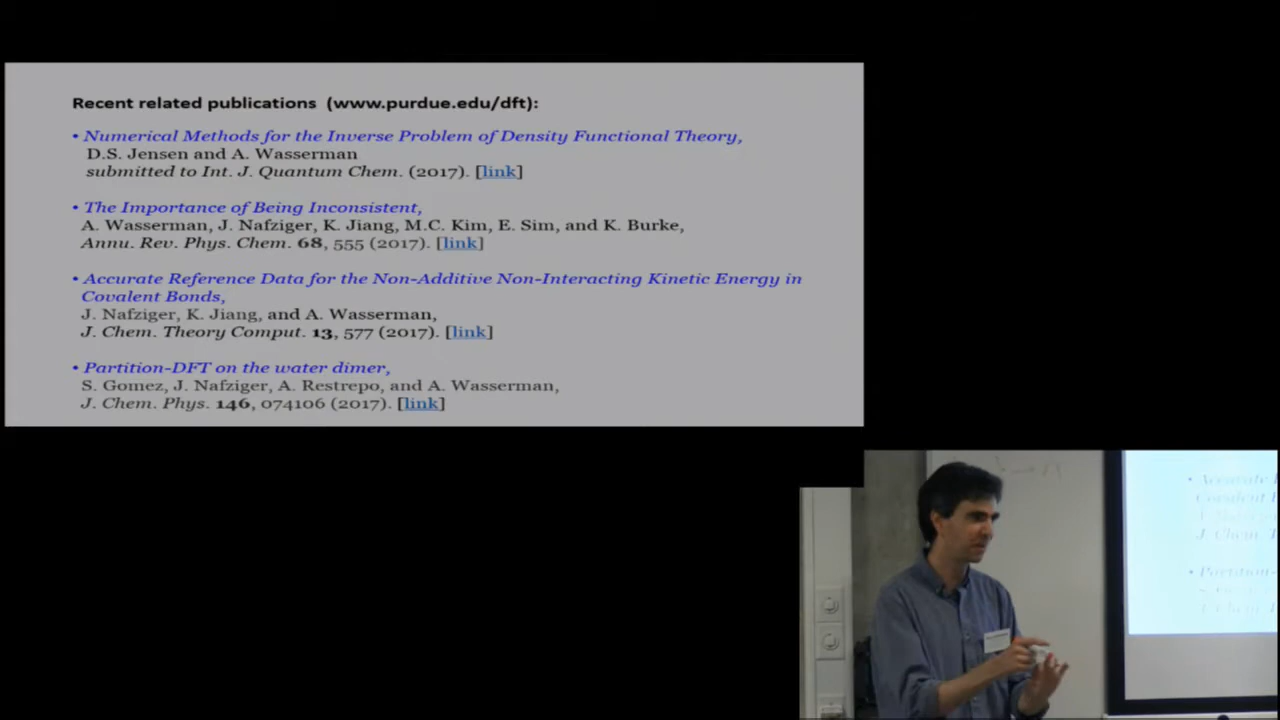 Recent related publications (www.purdue.edu/dft):
• Numerical Methods for the Inverse Problem of Density Functional Theory,
D.S. Jensen and A. Wasserman
submitted to Int. J. Quantum Chem. (2017). [link]
• The Importance of Being Inconsistent,
A. Wasserman, J. Nafziger, K. Jiang, M.C. Kim, E. Sim, and K. Burke,
Annu. Rev. Phys. Chem. 68, 555 (2017). [link]
• Accurate Reference Data for the Non-Additive Non-Interacting Kinetic Energy in
Covalent Bonds,
J. Nafziger, K. Jiang, and A. Wasserman,
J. Chem. Theory Comput. 13, 577 (2017). [link]
• Partition-DFT on the water dimer,
S. Gomez, J. Nafziger, A. Restrepo, and A. Wasserman,
J. Chem. Phys. 146, 074106 (2017). [link]
• Accurate
Covalent
J. Chem.
• Partition-